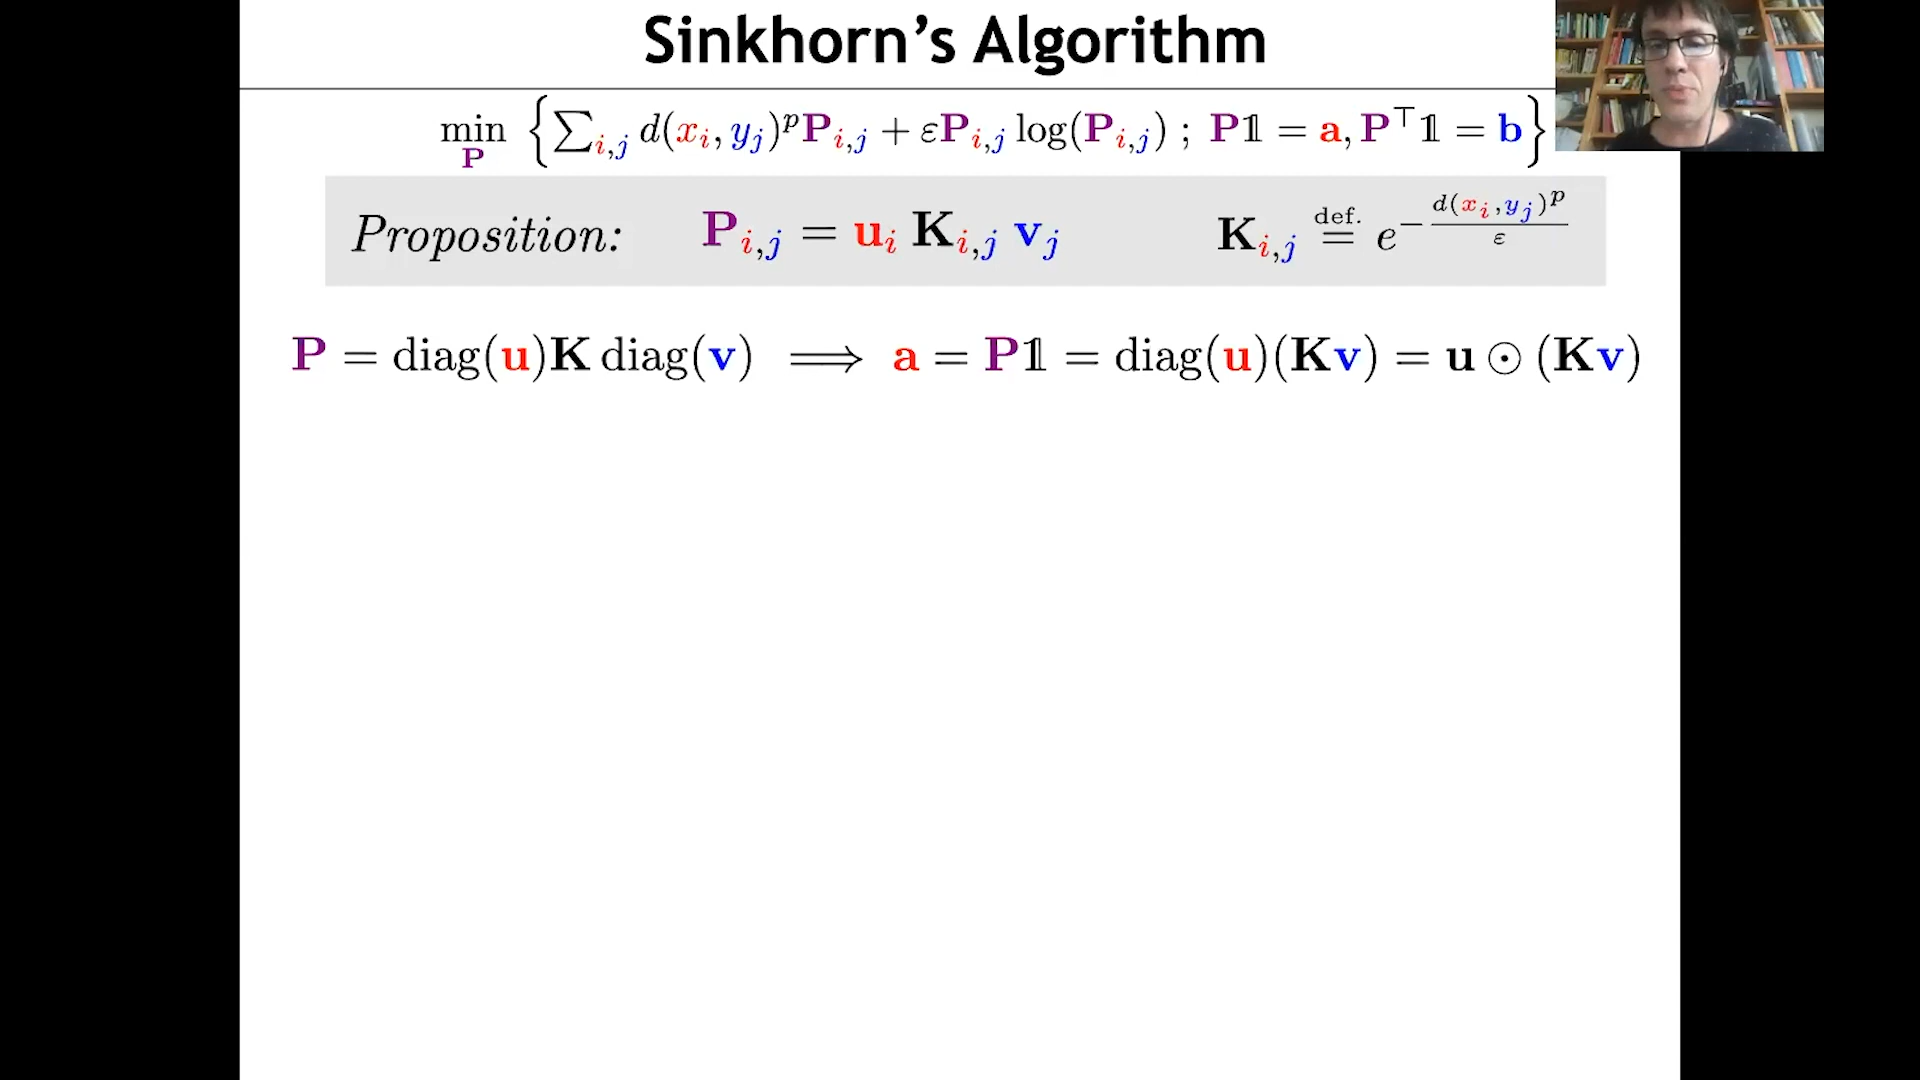 Sinkhorn’s Algorithm
min_P { ∑_{i,j} d(x_i, y_j)^p P_{i,j} + εP_{i,j} log(P_{i,j}) ; P𝟙 = a, P^⊤𝟙 = b }
Proposition: P_{i,j} = u_i K_{i,j} v_j K_{i,j} def. = e^{−d(x_i,y_j)^p / ε}
P = diag(u)K diag(v) ⟹ a = P𝟙 = diag(u)(Kv) = u ⊙ (Kv)